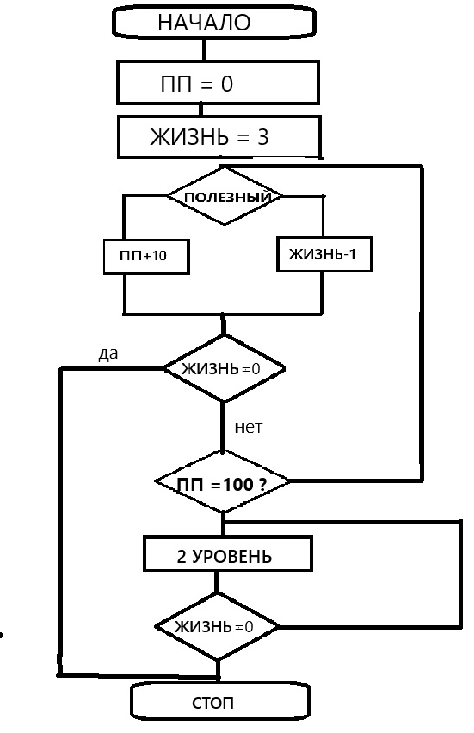 НАЧАЛО
ПП = 0
ЖИЗНЬ = 3
ПОЛЕЗНЫЙ
ПП+10
ЖИЗНЬ-1
да
ЖИЗНЬ=0
нет
ПП =100 ?
2 УРОВЕНЬ
ЖИЗНЬ=0
СТОП